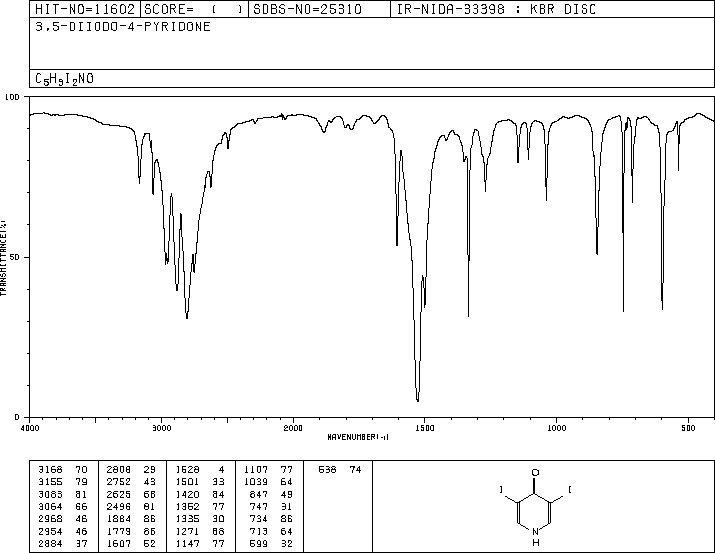 HIT-NO=11602 SCORE= ( ) SDBS-NO=25310 IR-NIDA-33398 : KBR DISC
3,5-DIIODO-4-PYRIDONE
C5H3I2NO
100
TRANSMITTANCE(%)
50
0
4000 3000 2000 1500 1000 500
WAVENUMBER(-1)
3168 70 2808 29 1528 4 1107 77 538 74
3155 79 2752 43 1501 33 1039 64
3083 81 2625 68 1420 84 847 49
3064 66 2496 81 1352 77 747 31
2968 46 1884 86 1335 30 734 86
2954 46 1779 86 1271 68 713 64
2884 37 1607 52 1147 77 599 32
O
I I
N
H